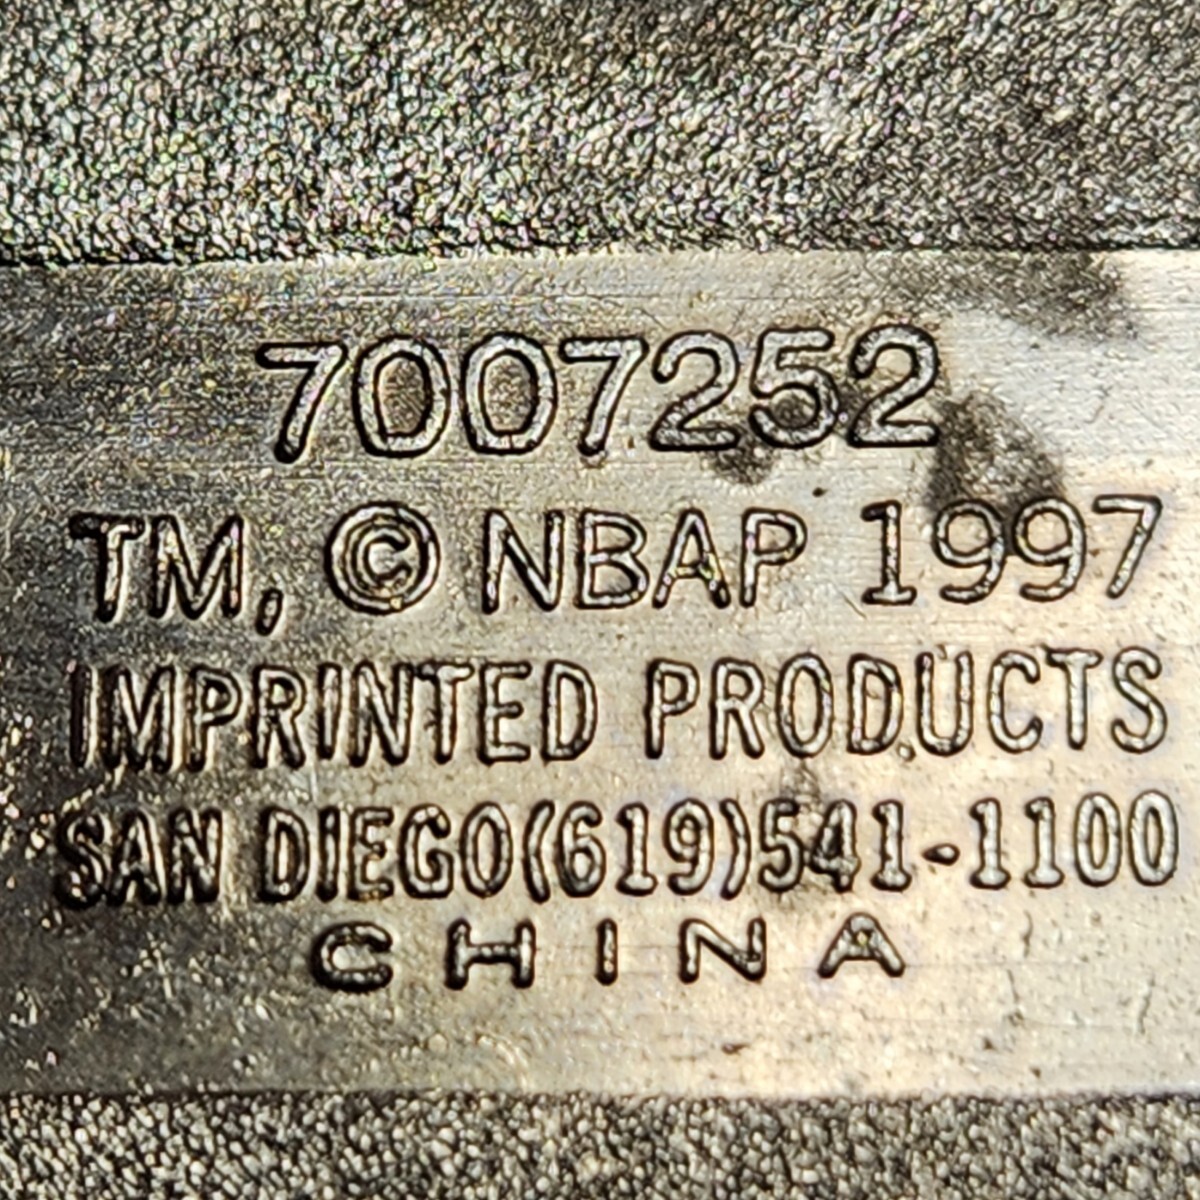 7007252
TM, © NBAP 1997
IMPRINTED PRODUCTS
SAN DIEGO(619)541-1100
CHINA